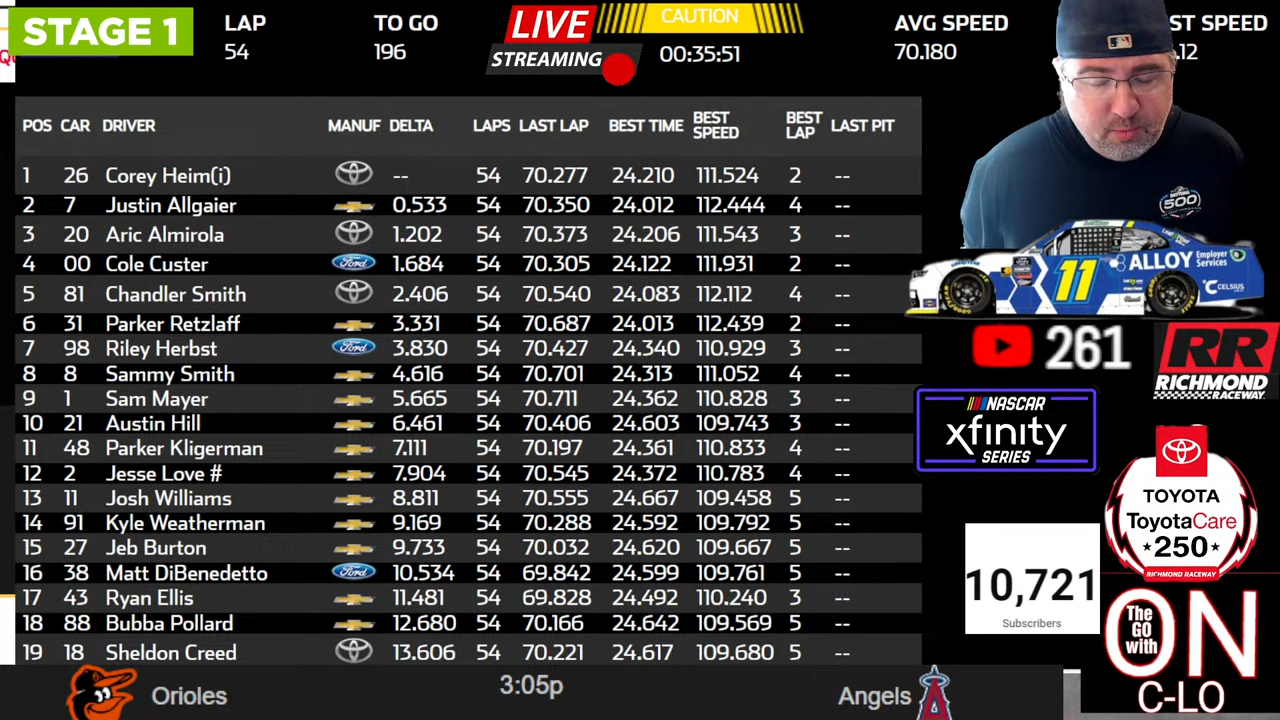 STAGE 1
LAP
54
TO GO
196
LIVE
STREAMING
CAUTION
00:35:51
AVG SPEED
70.180
ST SPEED
.12
POS CAR DRIVER MANUF DELTA LAPS LAST LAP BEST TIME BEST SPEED BEST LAP LAST PIT
1 26 Corey Heim(i) -- 54 70.277 24.210 111.524 2 --
2 7 Justin Allgaier 0.533 54 70.350 24.012 112.444 4 --
3 20 Aric Almirola 1.202 54 70.373 24.206 111.543 3 --
4 00 Cole Custer Ford 1.684 54 70.305 24.122 111.931 2 --
5 81 Chandler Smith 2.406 54 70.540 24.083 112.112 4 --
6 31 Parker Retzlaff 3.331 54 70.687 24.013 112.439 2 --
7 98 Riley Herbst Ford 3.830 54 70.427 24.340 110.929 3 --
8 8 Sammy Smith 4.616 54 70.701 24.313 111.052 4 --
9 1 Sam Mayer 5.665 54 70.711 24.362 110.828 3 --
10 21 Austin Hill 6.461 54 70.406 24.603 109.743 3 --
11 48 Parker Kligerman 7.111 54 70.197 24.361 110.833 4 --
12 2 Jesse Love # 7.904 54 70.545 24.372 110.783 4 --
13 11 Josh Williams 8.811 54 70.555 24.667 109.458 5 --
14 91 Kyle Weatherman 9.169 54 70.288 24.592 109.792 5 --
15 27 Jeb Burton 9.733 54 70.032 24.620 109.667 5 --
16 38 Matt DiBenedetto Ford 10.534 54 69.842 24.599 109.761 5 --
17 43 Ryan Ellis 11.481 54 69.828 24.492 110.240 3 --
18 88 Bubba Pollard 12.680 54 70.166 24.642 109.569 5 --
19 18 Sheldon Creed 13.606 54 70.221 24.617 109.680 5 --
DAYTONA
500
11
ALLOY Employer Services
CELSIUS
261
RR
RICHMOND
RACEWAY
NASCAR
xfinity
SERIES
TOYOTA
ToyotaCare
250
RICHMOND RACEWAY
10,721
Subscribers
The GO with
ON
C-LO
Orioles
3:05p
Angels
A